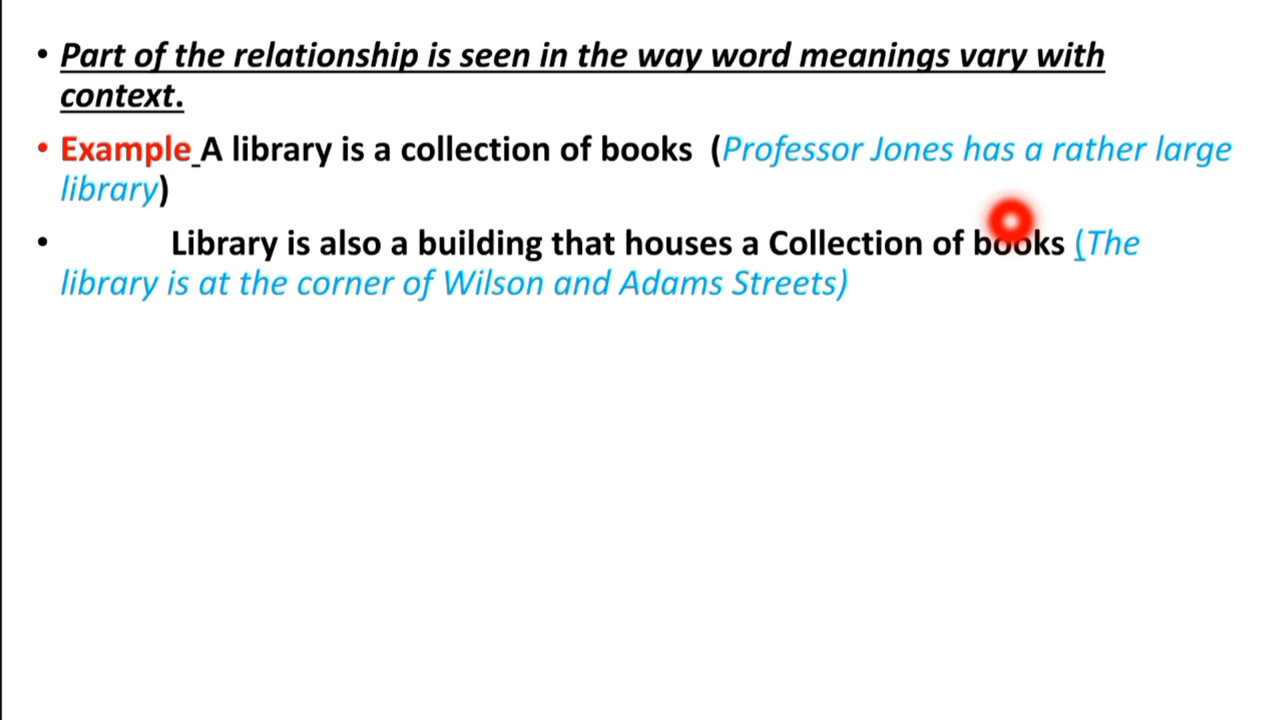 • Part of the relationship is seen in the way word meanings vary with
context.
• Example A library is a collection of books (Professor Jones has a rather large
library)
• Library is also a building that houses a Collection of books (The
library is at the corner of Wilson and Adams Streets)